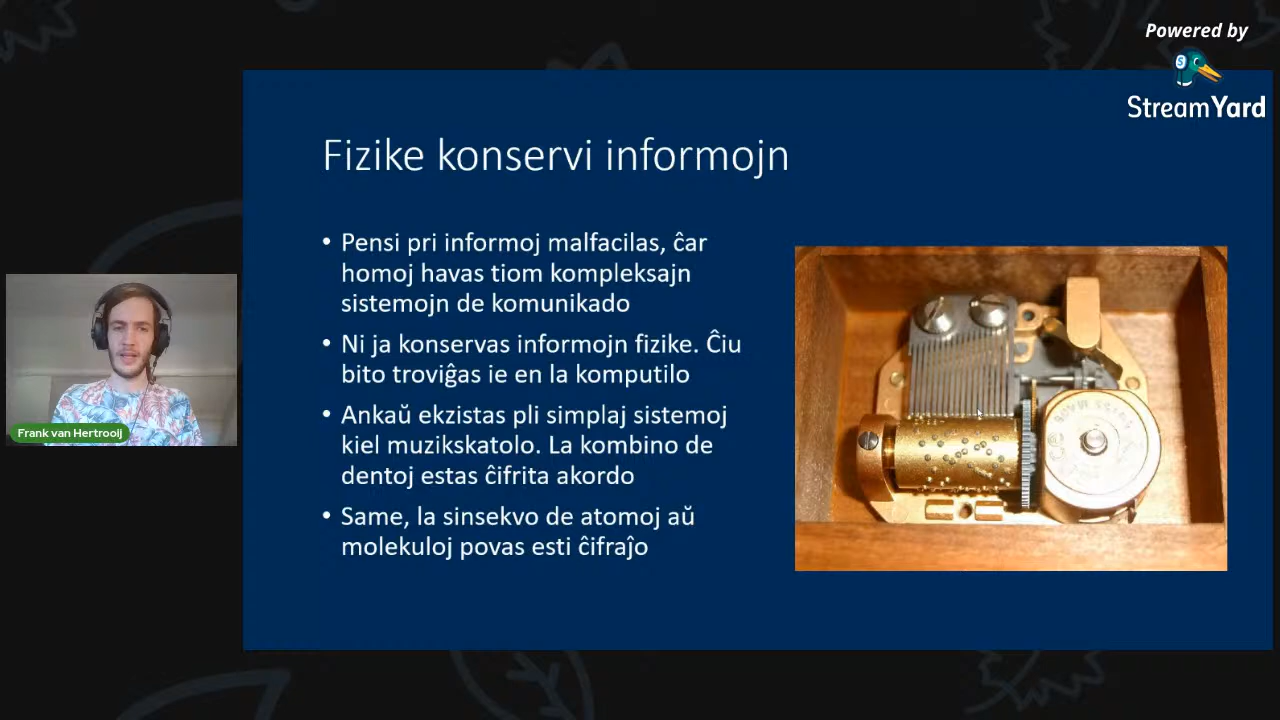 Powered by
StreamYard
Fizike konservi informojn
• Pensi pri informoj malfacilas, ĉar
homoj havas tiom kompleksajn
sistemojn de komunikado
• Ni ja konservas informojn fizike. Ĉiu
bito troviĝas ie en la komputilo
• Ankaŭ ekzistas pli simplaj sistemoj
kiel muzikskatolo. La kombino de
dentoj estas ĉifrita akordo
• Same, la sinsekvo de atomoj aŭ
molekuloj povas esti ĉifraĵo
Frank van Hertrooij